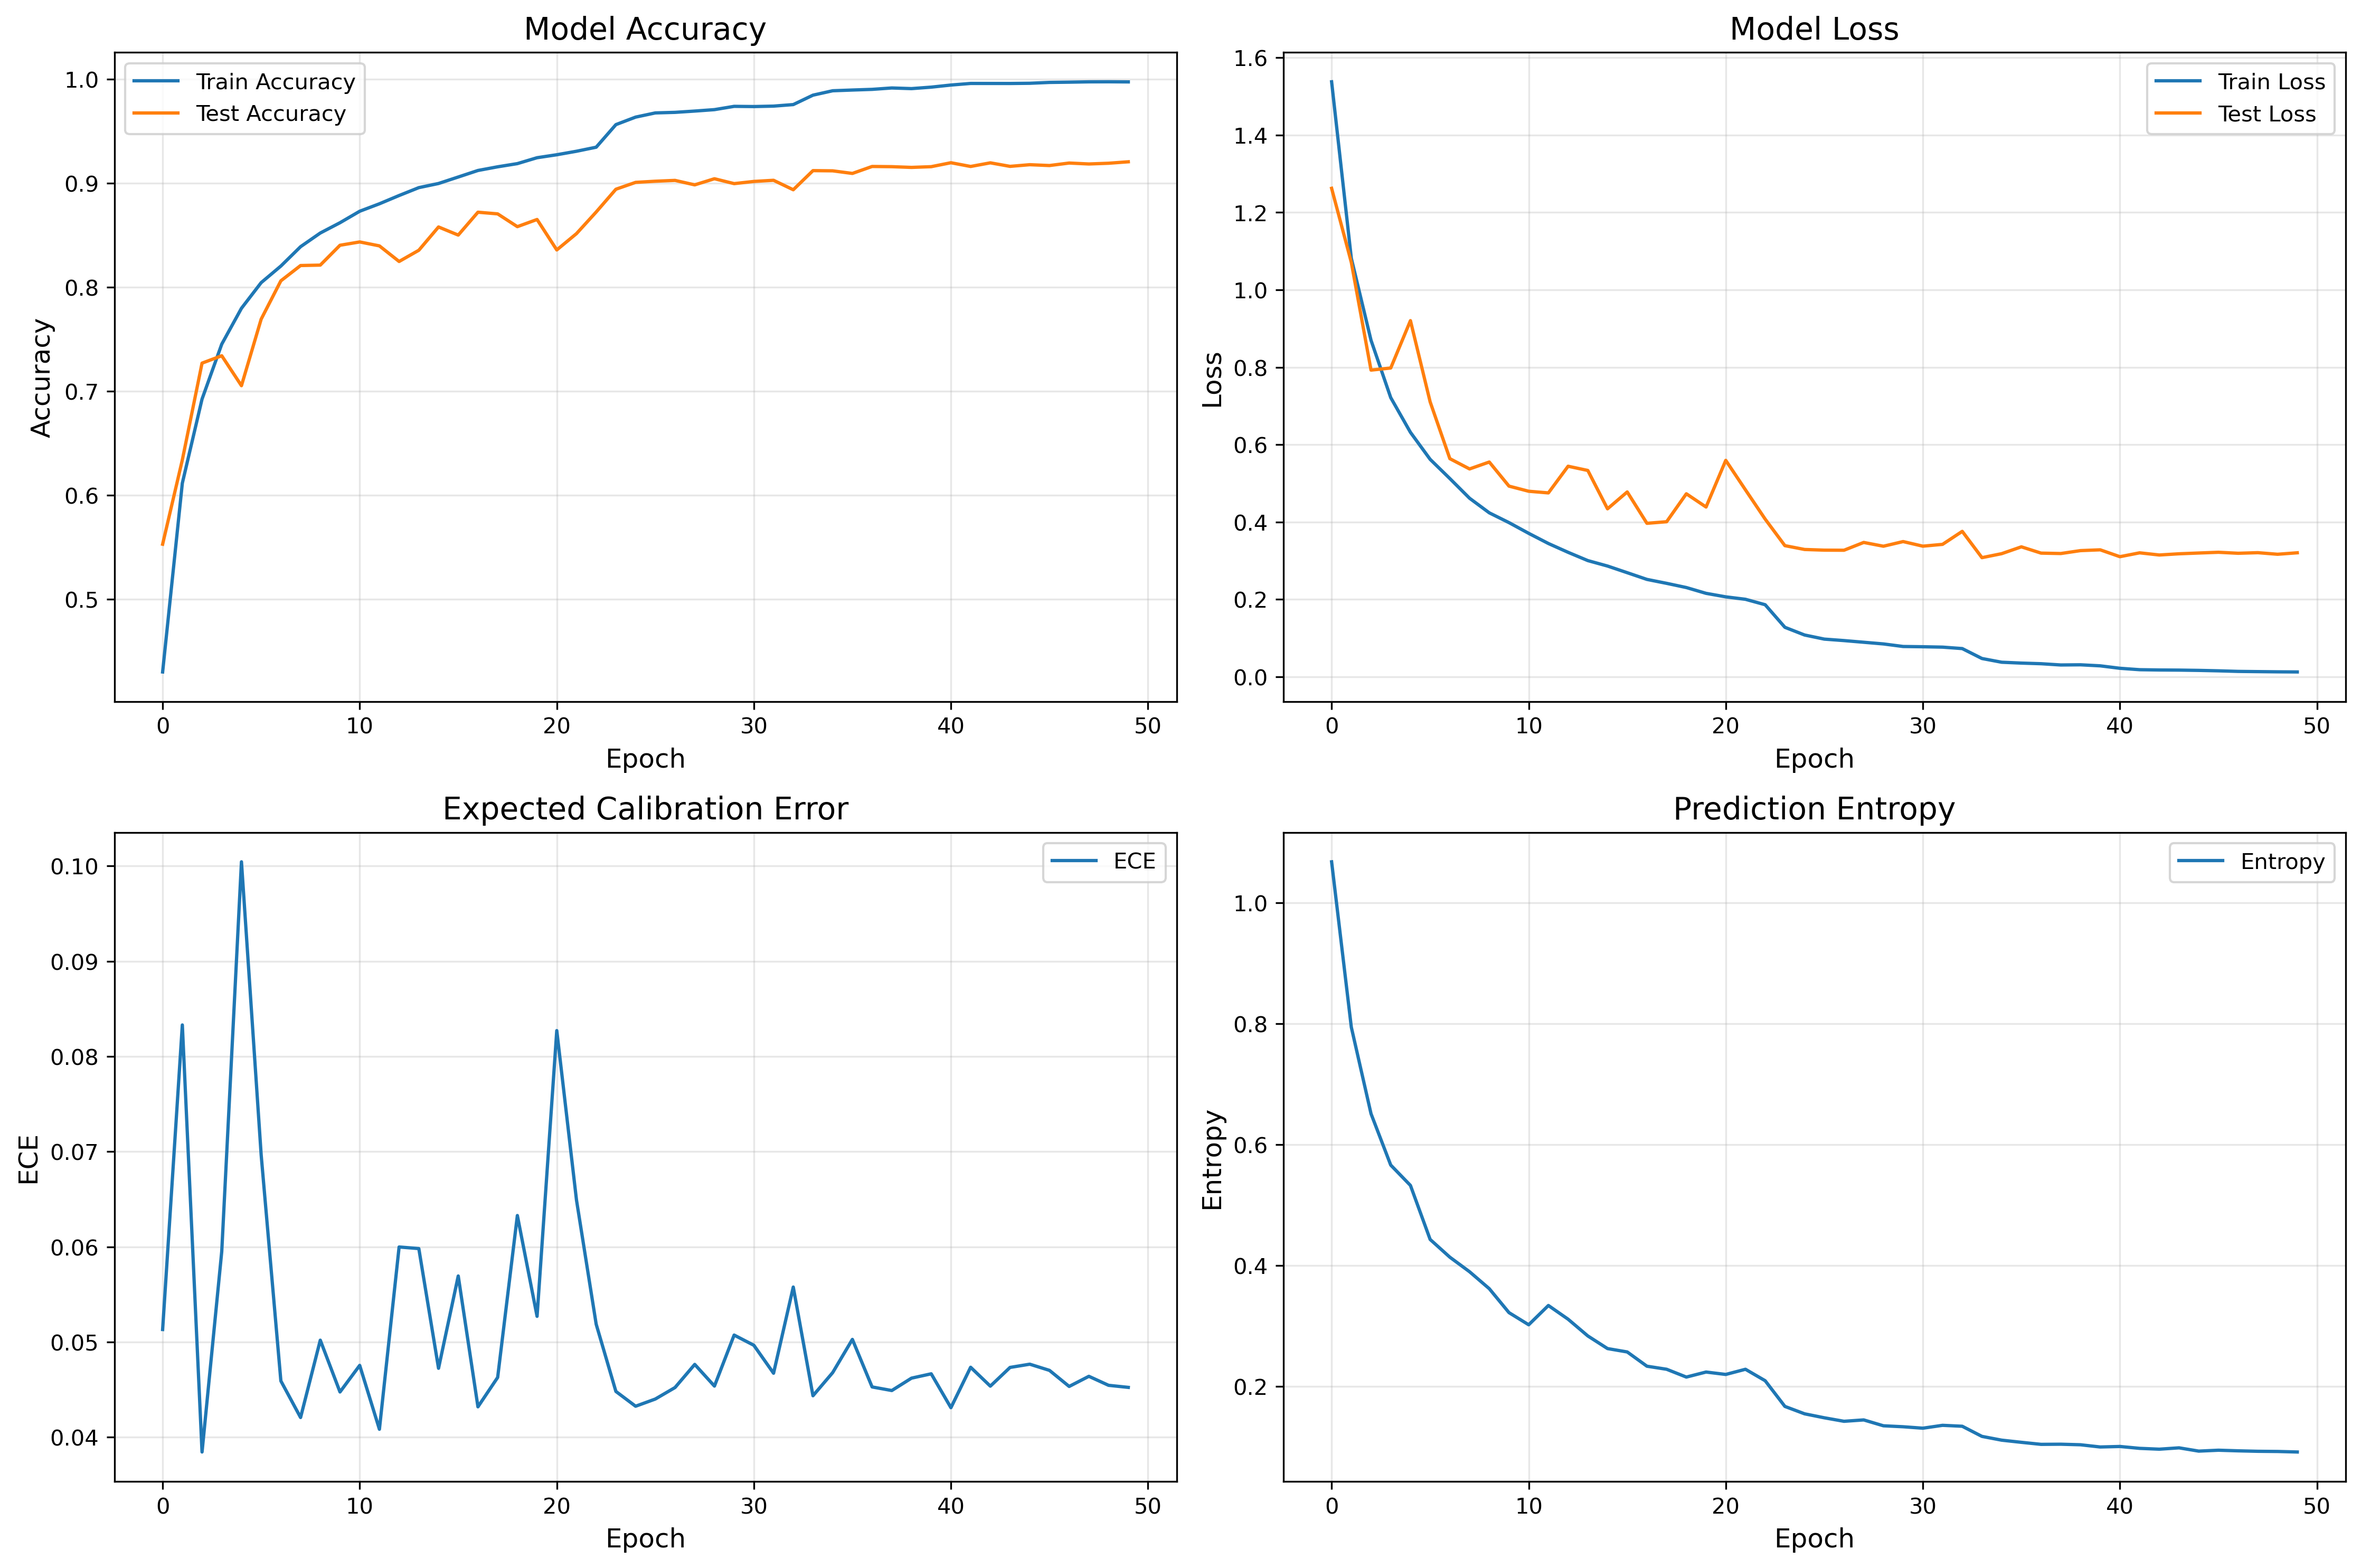 Model Accuracy
Train Accuracy
Test Accuracy
Accuracy
1.0
0.9
0.8
0.7
0.6
0.5
0 10 20 30 40 50
Epoch
Model Loss
Train Loss
Test Loss
Loss
1.6
1.4
1.2
1.0
0.8
0.6
0.4
0.2
0.0
0 10 20 30 40 50
Epoch
Expected Calibration Error
ECE
ECE
0.10
0.09
0.08
0.07
0.06
0.05
0.04
0 10 20 30 40 50
Epoch
Prediction Entropy
Entropy
Entropy
1.0
0.8
0.6
0.4
0.2
0 10 20 30 40 50
Epoch